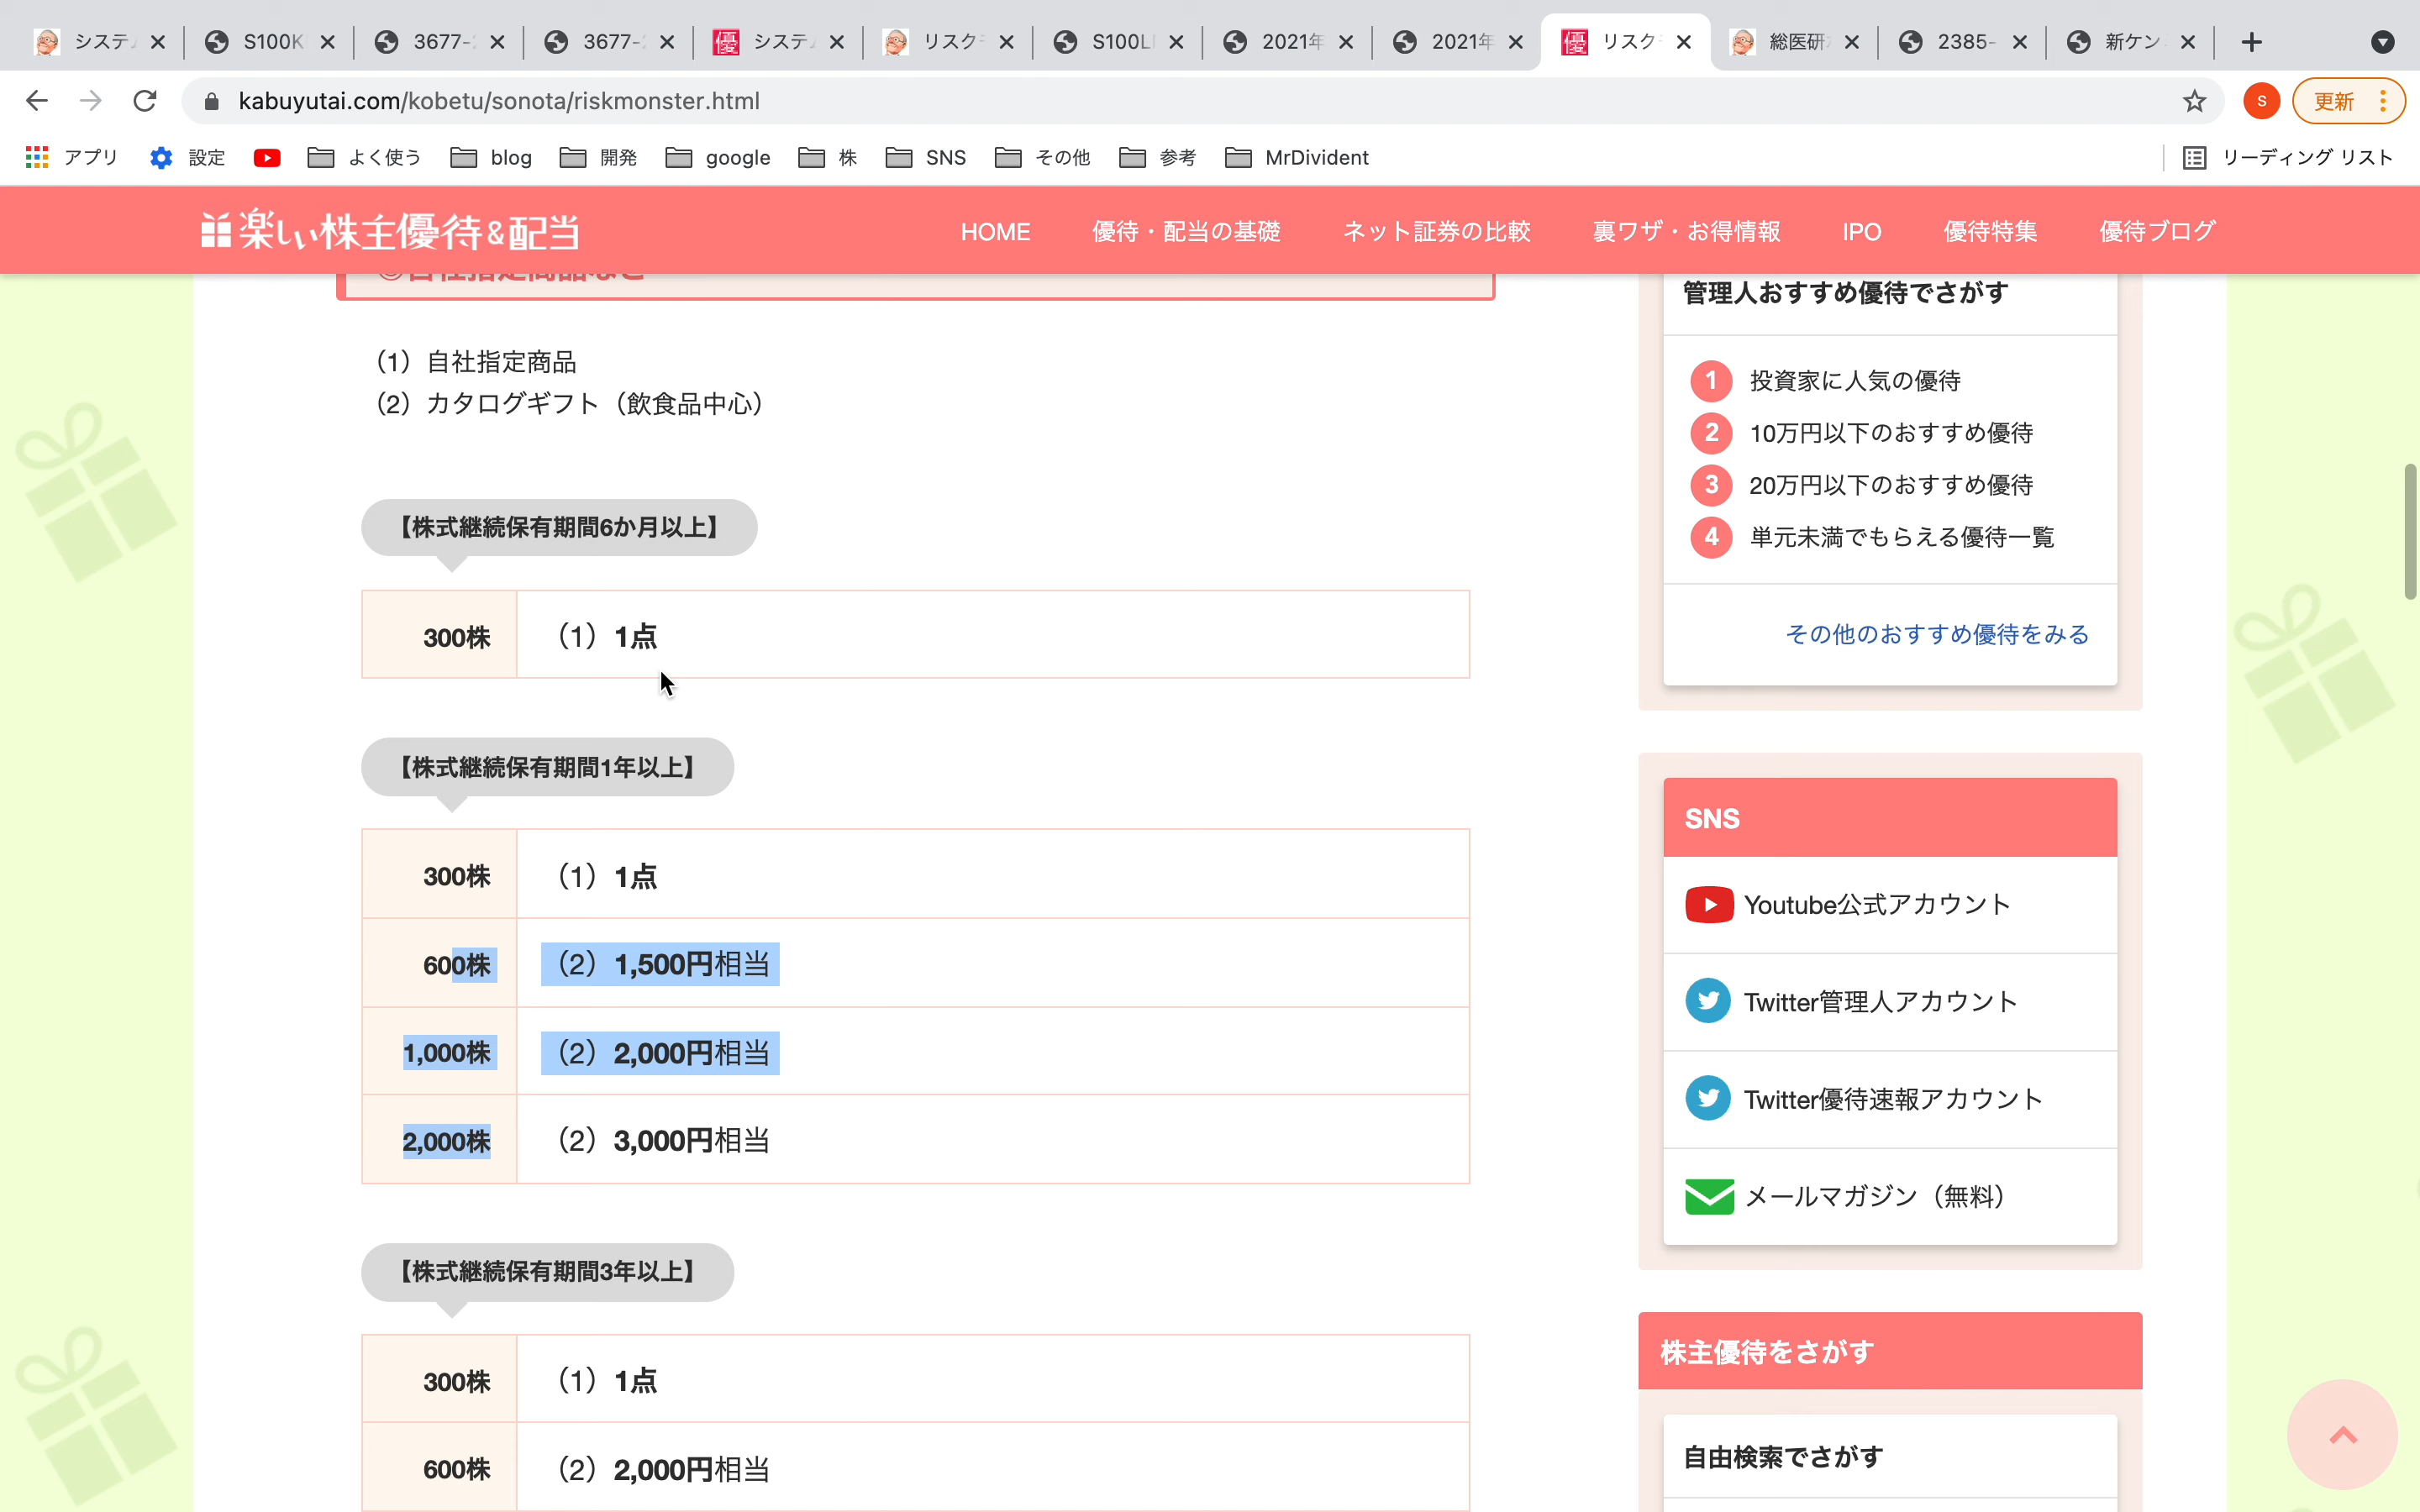 システ
S100K
3677-
3677-
システ
リスク
S100L
2021年
2021年
リスク
総医研
2385-
新ケン
kabuyutai.com/kobetu/sonota/riskmonster.html
S
更新
アプリ
設定
よく使う
blog
開発
google
株
SNS
その他
参考
MrDivident
リーディング リスト
楽しい株主優待&配当
HOME
優待・配当の基礎
ネット証券の比較
裏ワザ・お得情報
IPO
優待特集
優待ブログ
◎自社指定商品など
（1）自社指定商品
（2）カタログギフト（飲食品中心）
【株式継続保有期間6か月以上】
300株 （1）1点
【株式継続保有期間1年以上】
300株 （1）1点
600株 （2）1,500円相当
1,000株 （2）2,000円相当
2,000株 （2）3,000円相当
【株式継続保有期間3年以上】
300株 （1）1点
600株 （2）2,000円相当
管理人おすすめ優待でさがす
1 投資家に人気の優待
2 10万円以下のおすすめ優待
3 20万円以下のおすすめ優待
4 単元未満でもらえる優待一覧
その他のおすすめ優待をみる
SNS
Youtube公式アカウント
Twitter管理人アカウント
Twitter優待速報アカウント
メールマガジン（無料）
株主優待をさがす
自由検索でさがす